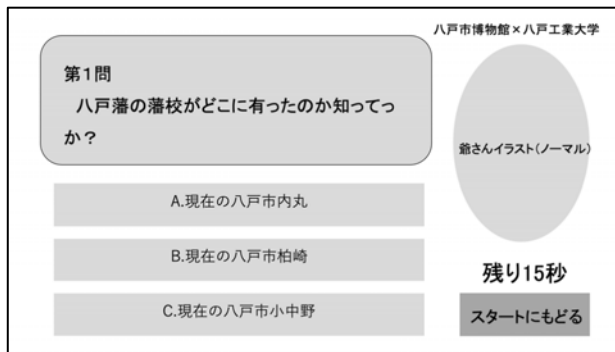 八戸市博物館×八戸工業大学
第1問
八戸藩の藩校がどこに有ったのか知ってっ
か？
爺さんイラスト(ノーマル)
A.現在の八戸市内丸
B.現在の八戸市柏崎
C.現在の八戸市小中野
残り15秒
スタートにもどる